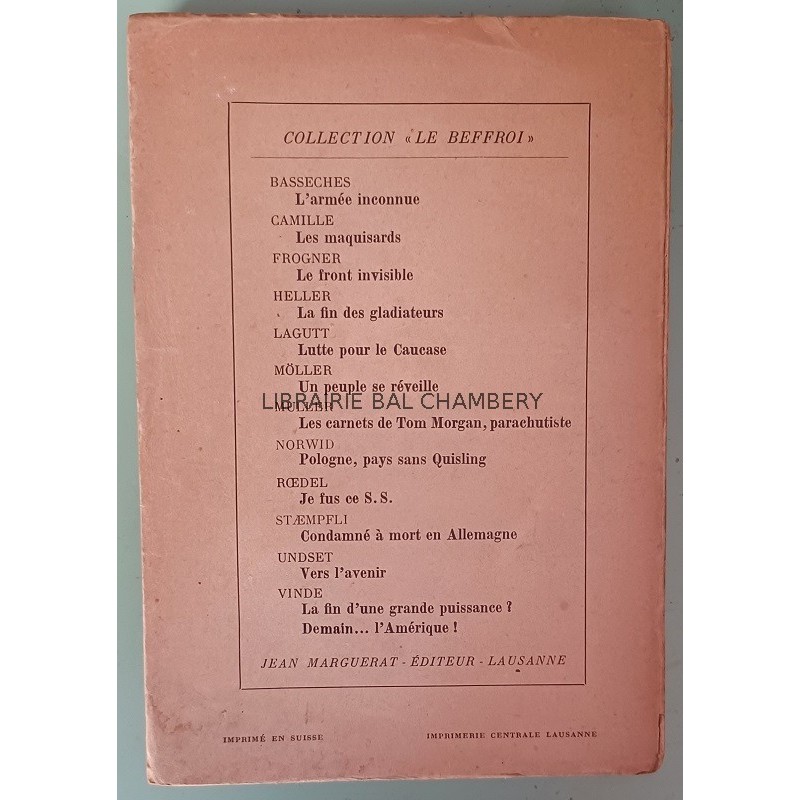 COLLECTION « LE BEFFROI »
BASSECHES
L'armée inconnue
CAMILLE
Les maquisards
FROGNER
Le front invisible
HELLER
La fin des gladiateurs
LAGUTT
Lutte pour le Caucase
MÖLLER
Un peuple se réveille
LIBRAIRIE BAL CHAMBERY
MULLER
Les carnets de Tom Morgan, parachutiste
NORWID
Pologne, pays sans Quisling
RŒDEL
Je fus ce S. S.
STÆMPFLI
Condamné à mort en Allemagne
UNDSET
Vers l'avenir
VINDE
La fin d'une grande puissance ?
Demain... l'Amérique !
JEAN MARGUERAT - ÉDITEUR - LAUSANNE
IMPRIMÉ EN SUISSE
IMPRIMERIE CENTRALE LAUSANNE